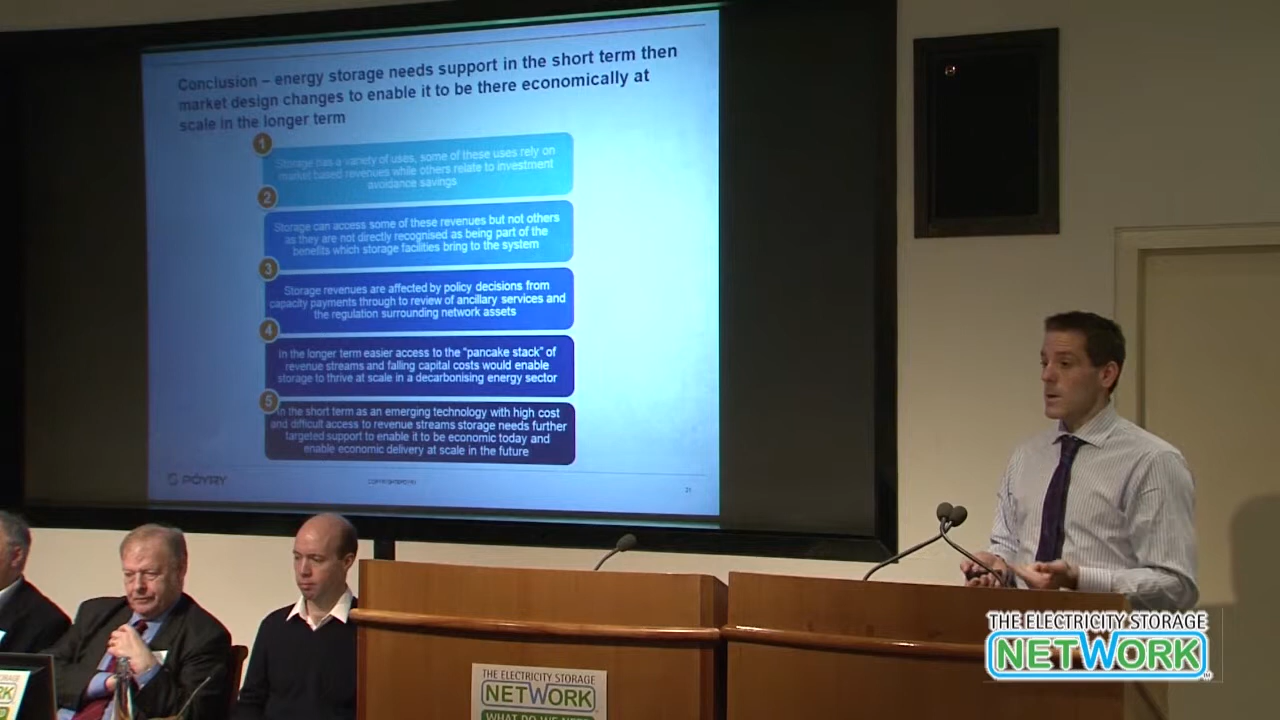 Conclusion – energy storage needs support in the short term then
market design changes to enable it to be there economically at
scale in the longer term
1
Storage has a variety of uses, some of these uses rely on
market based revenues while others relate to investment
avoidance savings
2
Storage can access some of these revenues but not others
as they are not directly recognised as being part of the
benefits which storage facilities bring to the system
3
Storage revenues are affected by policy decisions from
capacity payments through to review of ancillary services and
the regulation surrounding network assets
4
In the longer term easier access to the "pancake stack" of
revenue streams and falling capital costs would enable
storage to thrive at scale in a decarbonising energy sector
5
In the short term as an emerging technology with high cost
and difficult access to revenue streams storage needs further
targeted support to enable it to be economic today and
enable economic delivery at scale in the future
PÖYRY
21
THE ELECTRICITY STORAGE
NETWORK
WHAT DO WE NEED
THE ELECTRICITY STORAGE
NETWORK